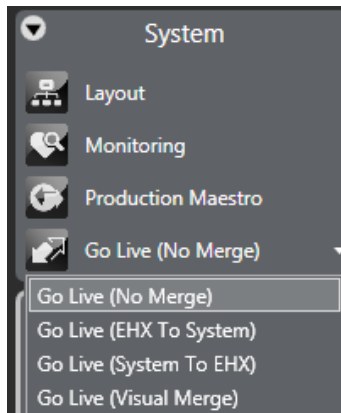 System
Layout
Monitoring
Production Maestro
Go Live (No Merge)
Go Live (No Merge)
Go Live (EHX To System)
Go Live (System To EHX)
Go Live (Visual Merge)